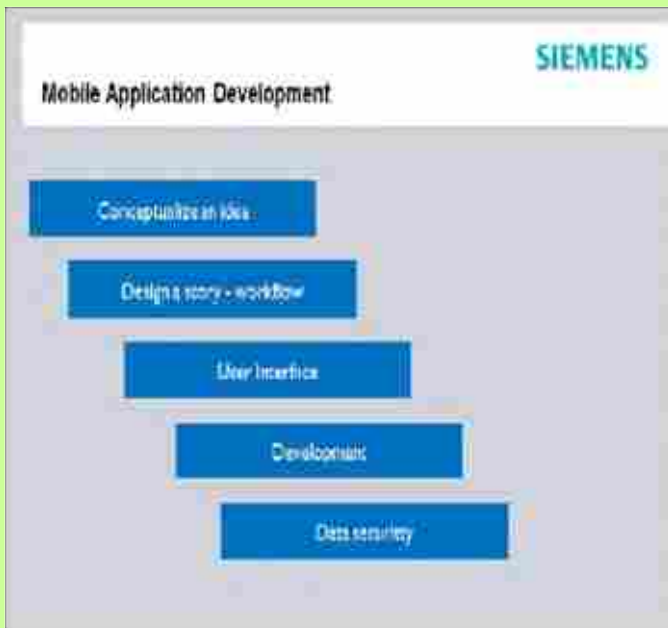 SIEMENS
Mobile Application Development
Conceptualize an idea
Design a story - workflow
User Interface
Development
Data security